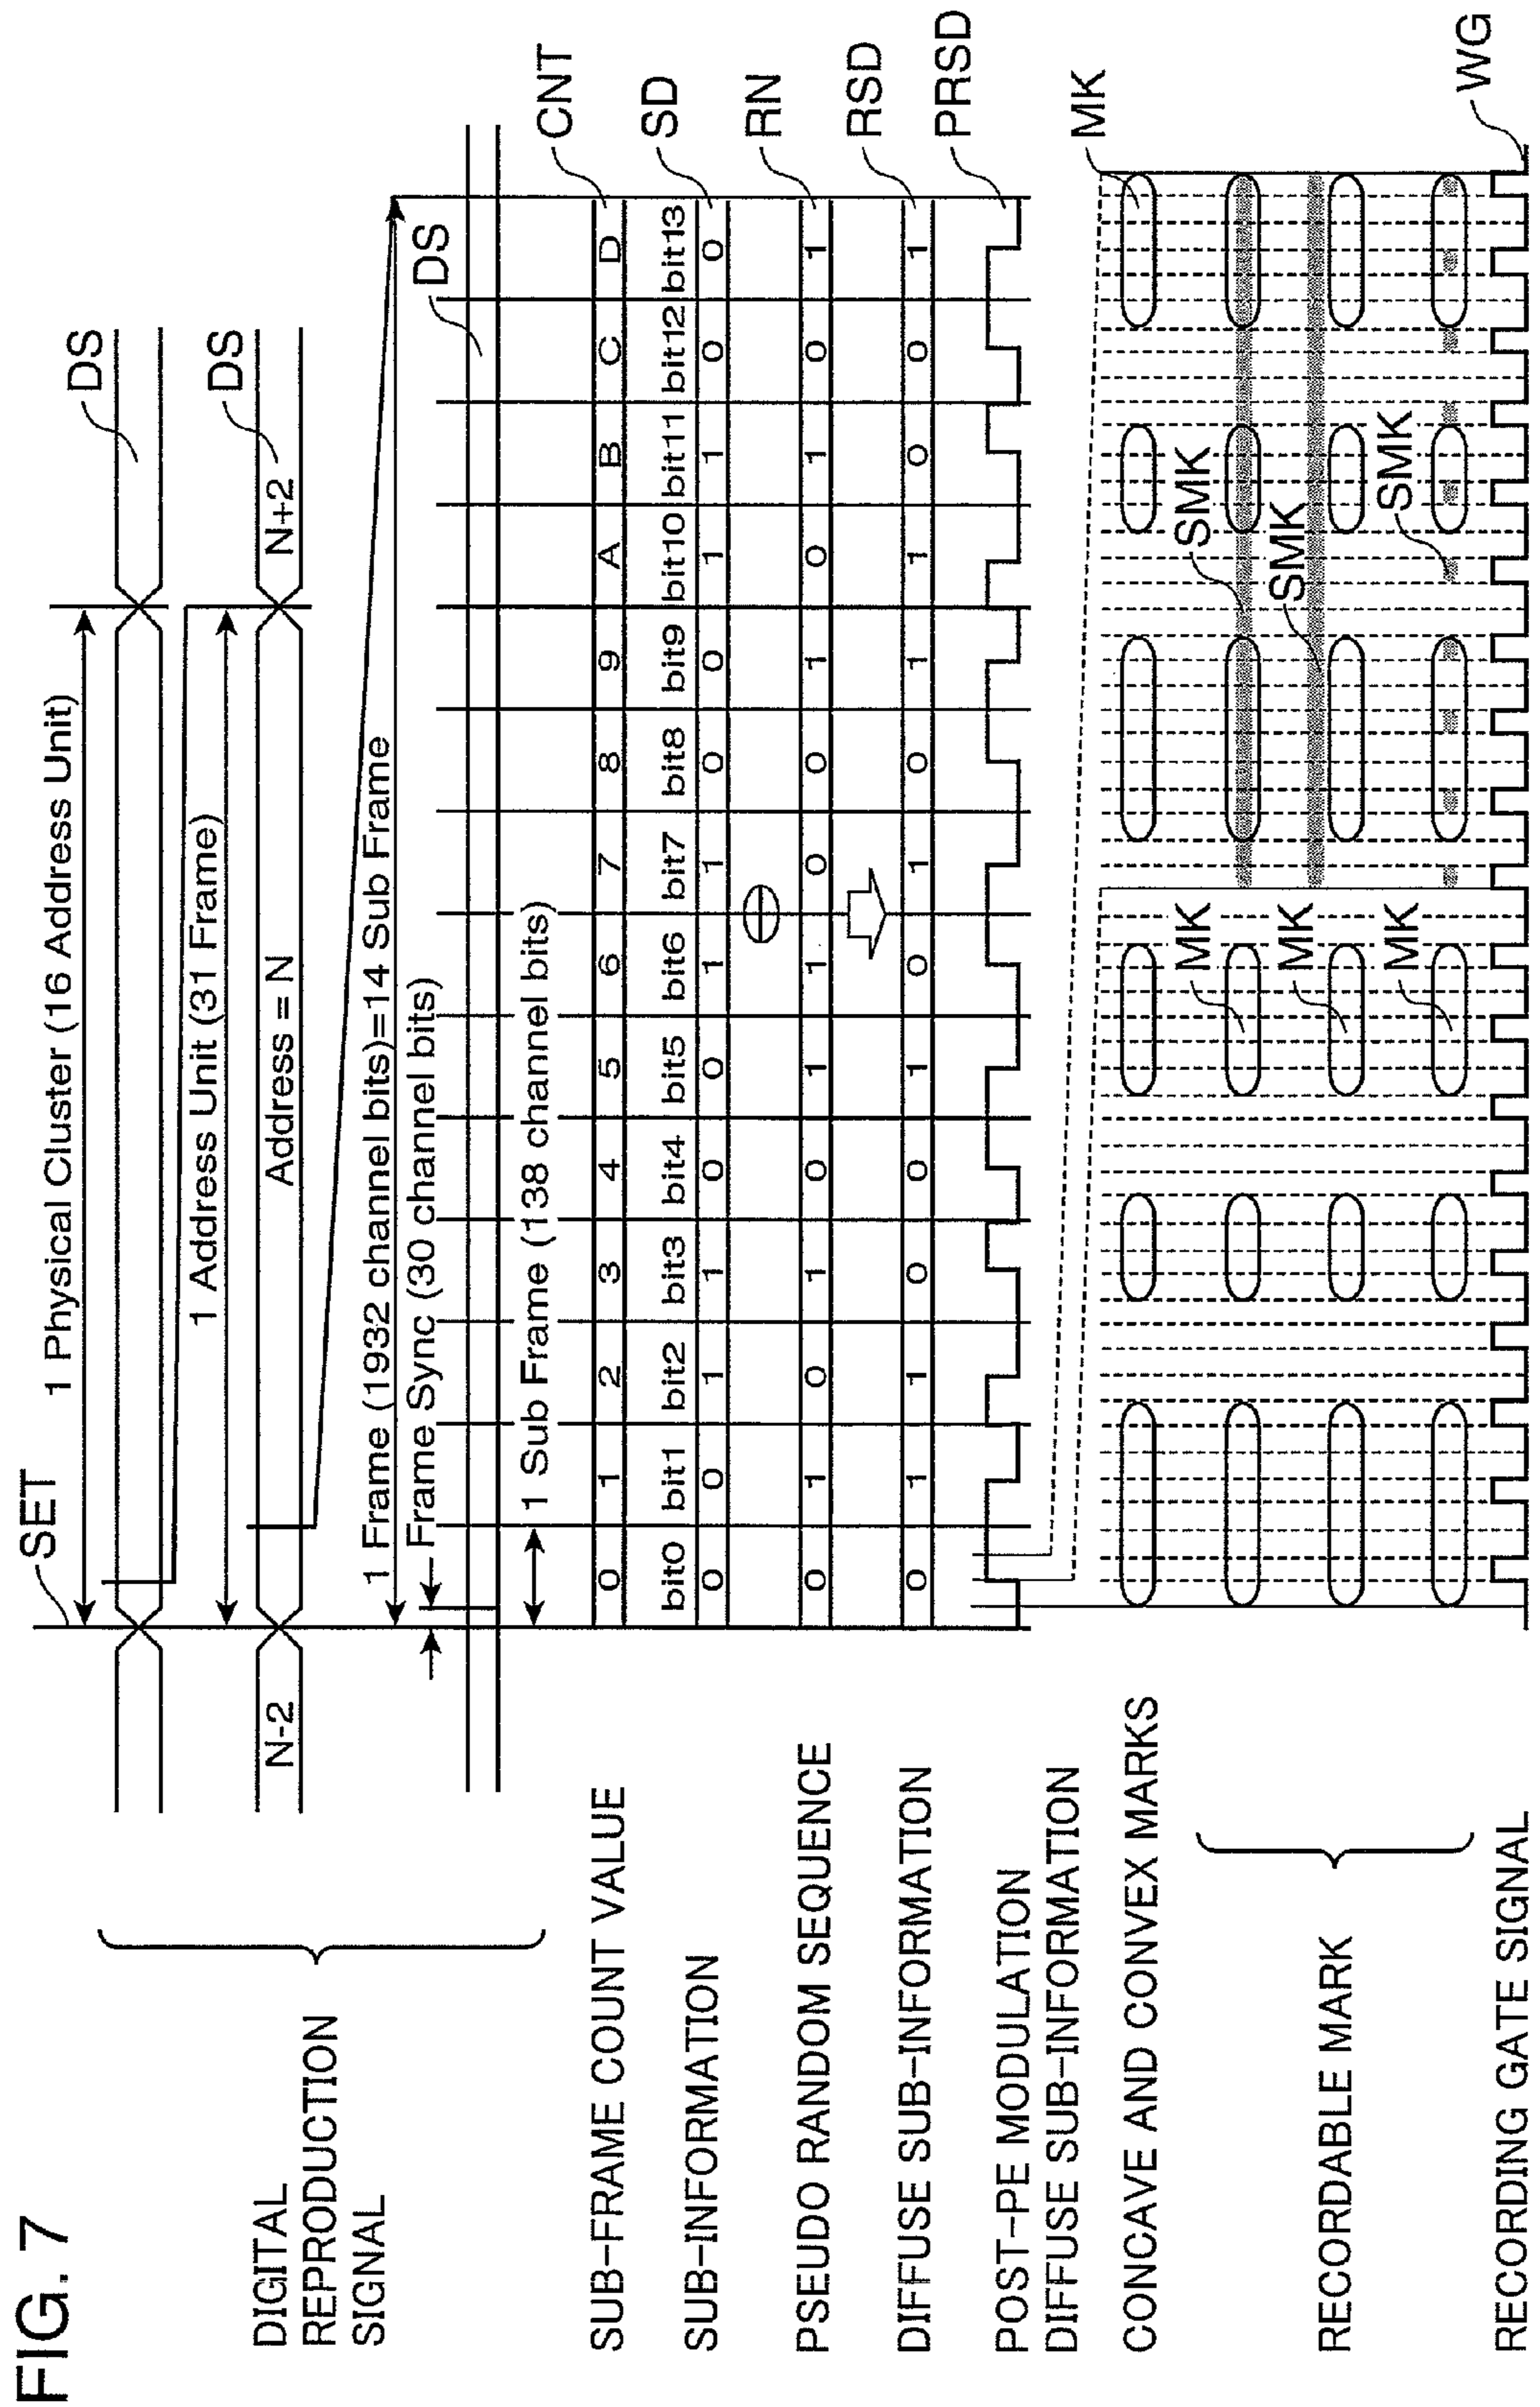 FIG. 7
SET
1 Physical Cluster (16 Address Unit)
DS
DIGITAL
REPRODUCTION
SIGNAL
1 Address Unit (31 Frame)
DS
N-2
Address = N
N+2
1 Frame (1932 channel bits)=14 Sub Frame
Frame Sync (30 channel bits)
DS
1 Sub Frame (138 channel bits)
CNT
SUB-FRAME COUNT VALUE
0 1 2 3 4 5 6 7 8 9 A B C D
SD
bit0 bit1 bit2 bit3 bit4 bit5 bit6 bit7 bit8 bit9 bit10 bit11 bit12 bit13
SUB-INFORMATION
0 0 1 1 0 0 1 1 0 0 1 1 0 0
RN
PSEUDO RANDOM SEQUENCE
0 1 0 1 0 1 1 0 0 1 0 1 0 1
RSD
DIFFUSE SUB-INFORMATION
0 1 1 0 0 1 0 1 0 1 1 0 0 1
PRSD
POST-PE MODULATION
DIFFUSE SUB-INFORMATION
MK
CONCAVE AND CONVEX MARKS
MK
SMK
RECORDABLE MARK
MK
SMK
MK
SMK
WG
RECORDING GATE SIGNAL